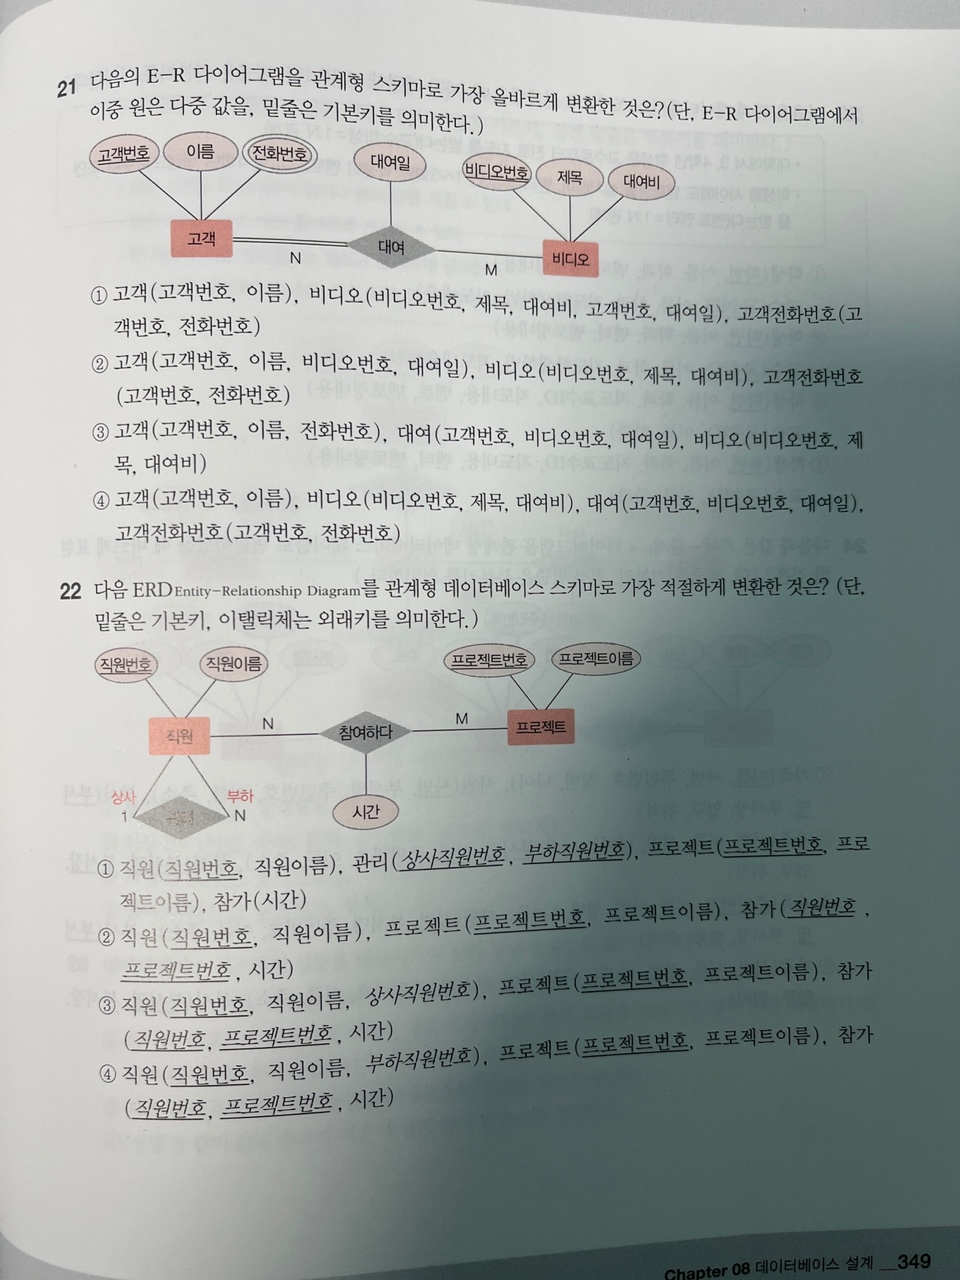 21 다음의 E-R 다이어그램을 관계형 스키마로 가장 올바르게 변환한 것은?(단, E-R 다이어그램에서
이중 원은 다중 값을, 밑줄은 기본키를 의미한다.)
고객번호 이름 전화번호 대여일 비디오번호 제목 대여비
고객 대여 비디오
N M
① 고객(고객번호, 이름), 비디오(비디오번호, 제목, 대여비, 고객번호, 대여일), 고객전화번호(고
객번호, 전화번호)
② 고객(고객번호, 이름, 비디오번호, 대여일), 비디오(비디오번호, 제목, 대여비), 고객전화번호
(고객번호, 전화번호)
③ 고객(고객번호, 이름, 전화번호), 대여(고객번호, 비디오번호, 대여일), 비디오(비디오번호, 제
목, 대여비)
④ 고객(고객번호, 이름), 비디오(비디오번호, 제목, 대여비), 대여(고객번호, 비디오번호, 대여일),
고객전화번호(고객번호, 전화번호)
22 다음 ERD Entity-Relationship Diagram를 관계형 데이터베이스 스키마로 가장 적절하게 변환한 것은? (단,
밑줄은 기본키, 이탤릭체는 외래키를 의미한다.)
직원번호 직원이름 프로젝트번호 프로젝트이름
직원 N 참여하다 M 프로젝트
상사 부하
1 N 시간
① 직원(직원번호, 직원이름), 관리(상사직원번호, 부하직원번호), 프로젝트(프로젝트번호, 프로
젝트이름), 참가(시간)
② 직원(직원번호, 직원이름), 프로젝트(프로젝트번호, 프로젝트이름), 참가(직원번호,
프로젝트번호, 시간)
③ 직원(직원번호, 직원이름, 상사직원번호), 프로젝트(프로젝트번호, 프로젝트이름), 참가
(직원번호, 프로젝트번호, 시간)
④ 직원(직원번호, 직원이름, 부하직원번호), 프로젝트(프로젝트번호, 프로젝트이름), 참가
(직원번호, 프로젝트번호, 시간)
Chapter 08 데이터베이스 설계 __349